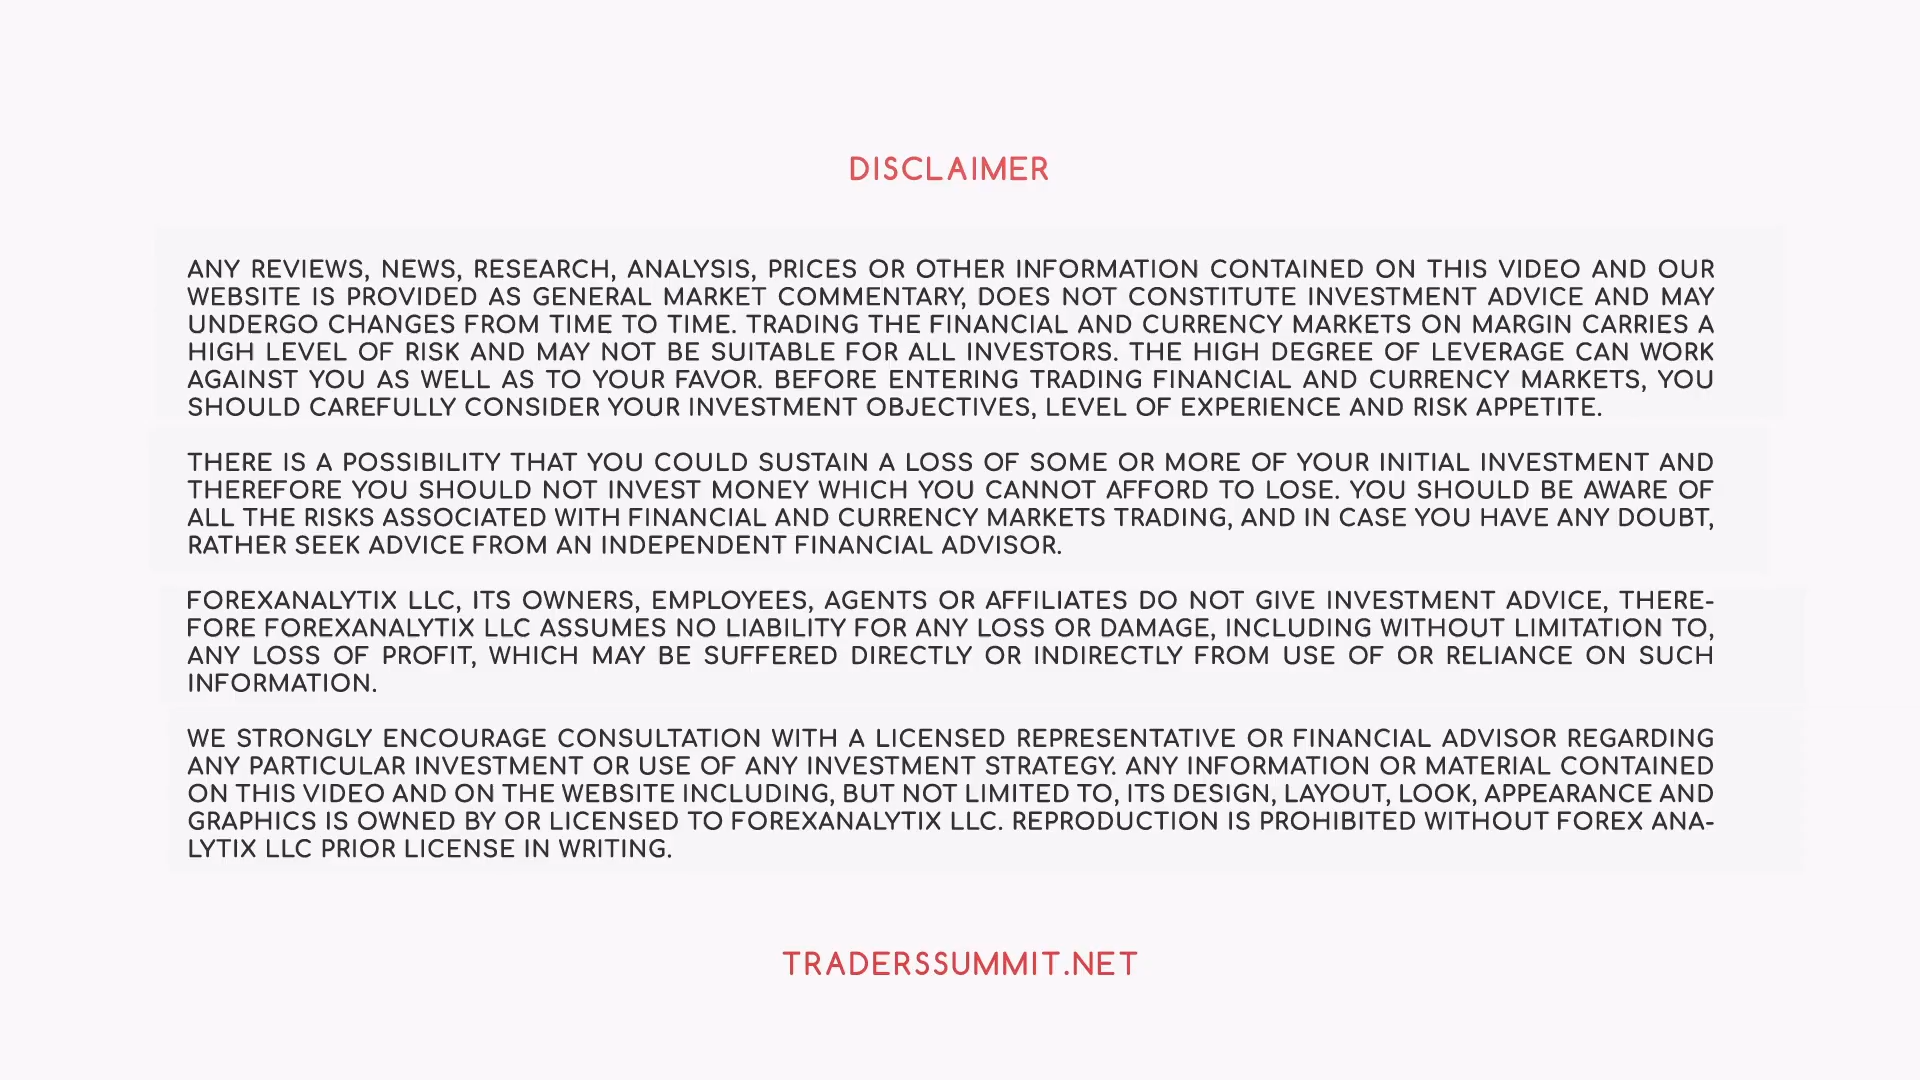 DISCLAIMER
ANY REVIEWS, NEWS, RESEARCH, ANALYSIS, PRICES OR OTHER INFORMATION CONTAINED ON THIS VIDEO AND OUR
WEBSITE IS PROVIDED AS GENERAL MARKET COMMENTARY, DOES NOT CONSTITUTE INVESTMENT ADVICE AND MAY
UNDERGO CHANGES FROM TIME TO TIME. TRADING THE FINANCIAL AND CURRENCY MARKETS ON MARGIN CARRIES A
HIGH LEVEL OF RISK AND MAY NOT BE SUITABLE FOR ALL INVESTORS. THE HIGH DEGREE OF LEVERAGE CAN WORK
AGAINST YOU AS WELL AS TO YOUR FAVOR. BEFORE ENTERING TRADING FINANCIAL AND CURRENCY MARKETS, YOU
SHOULD CAREFULLY CONSIDER YOUR INVESTMENT OBJECTIVES, LEVEL OF EXPERIENCE AND RISK APPETITE.
THERE IS A POSSIBILITY THAT YOU COULD SUSTAIN A LOSS OF SOME OR MORE OF YOUR INITIAL INVESTMENT AND
THEREFORE YOU SHOULD NOT INVEST MONEY WHICH YOU CANNOT AFFORD TO LOSE. YOU SHOULD BE AWARE OF
ALL THE RISKS ASSOCIATED WITH FINANCIAL AND CURRENCY MARKETS TRADING, AND IN CASE YOU HAVE ANY DOUBT,
RATHER SEEK ADVICE FROM AN INDEPENDENT FINANCIAL ADVISOR.
FOREXANALYTIX LLC, ITS OWNERS, EMPLOYEES, AGENTS OR AFFILIATES DO NOT GIVE INVESTMENT ADVICE, THERE-
FORE FOREXANALYTIX LLC ASSUMES NO LIABILITY FOR ANY LOSS OR DAMAGE, INCLUDING WITHOUT LIMITATION TO,
ANY LOSS OF PROFIT, WHICH MAY BE SUFFERED DIRECTLY OR INDIRECTLY FROM USE OF OR RELIANCE ON SUCH
INFORMATION.
WE STRONGLY ENCOURAGE CONSULTATION WITH A LICENSED REPRESENTATIVE OR FINANCIAL ADVISOR REGARDING
ANY PARTICULAR INVESTMENT OR USE OF ANY INVESTMENT STRATEGY. ANY INFORMATION OR MATERIAL CONTAINED
ON THIS VIDEO AND ON THE WEBSITE INCLUDING, BUT NOT LIMITED TO, ITS DESIGN, LAYOUT, LOOK, APPEARANCE AND
GRAPHICS IS OWNED BY OR LICENSED TO FOREXANALYTIX LLC. REPRODUCTION IS PROHIBITED WITHOUT FOREX ANA-
LYTIX LLC PRIOR LICENSE IN WRITING.
TRADERSSUMMIT.NET